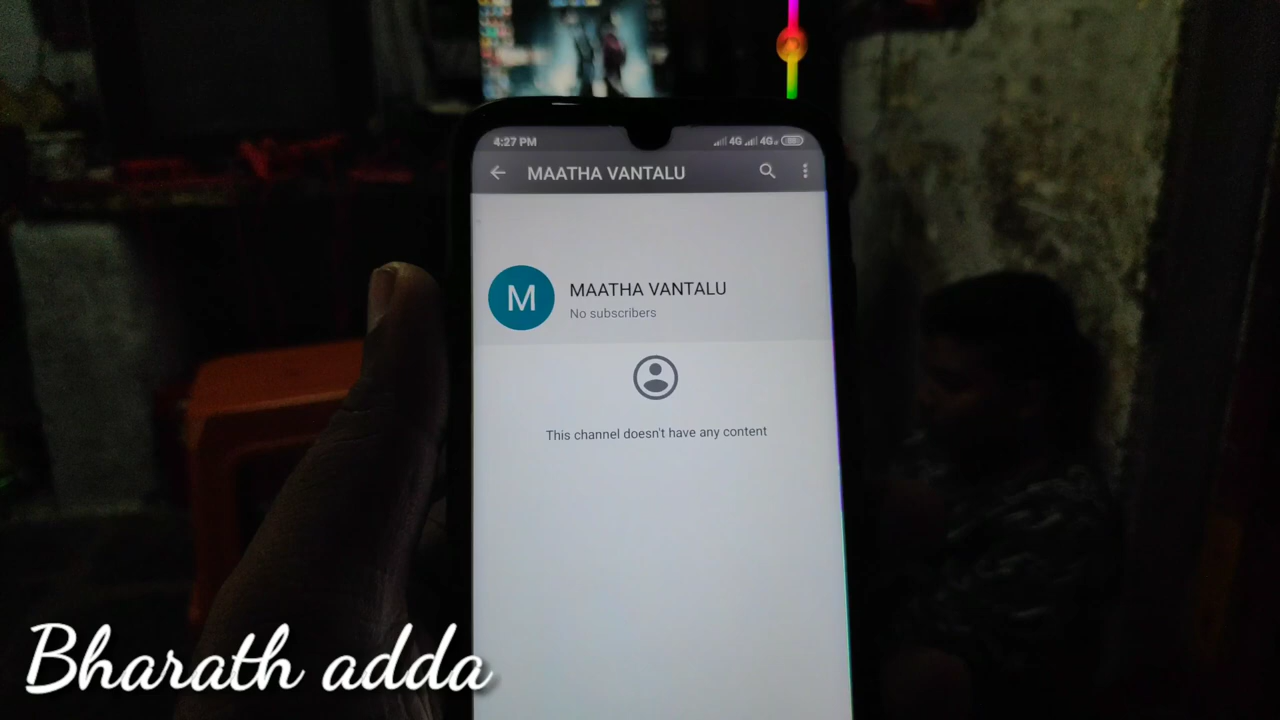 4:27 PM 4G 4G
MAATHA VANTALU
M
MAATHA VANTALU
No subscribers
This channel doesn't have any content
Bharath adda